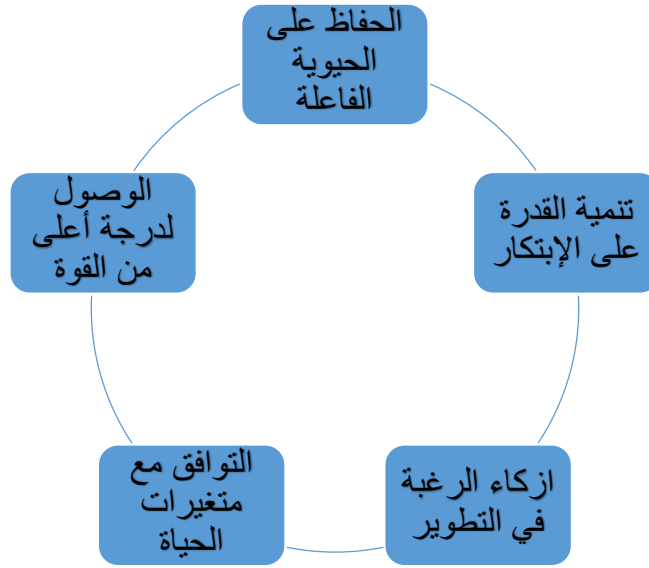 الحفاظ على
الحيوية
الفاعلة
تنمية القدرة
على الإبتكار
ازكاء الرغبة
في التطوير
التوافق مع
متغيرات
الحياة
الوصول
لدرجة أعلى
من القوة